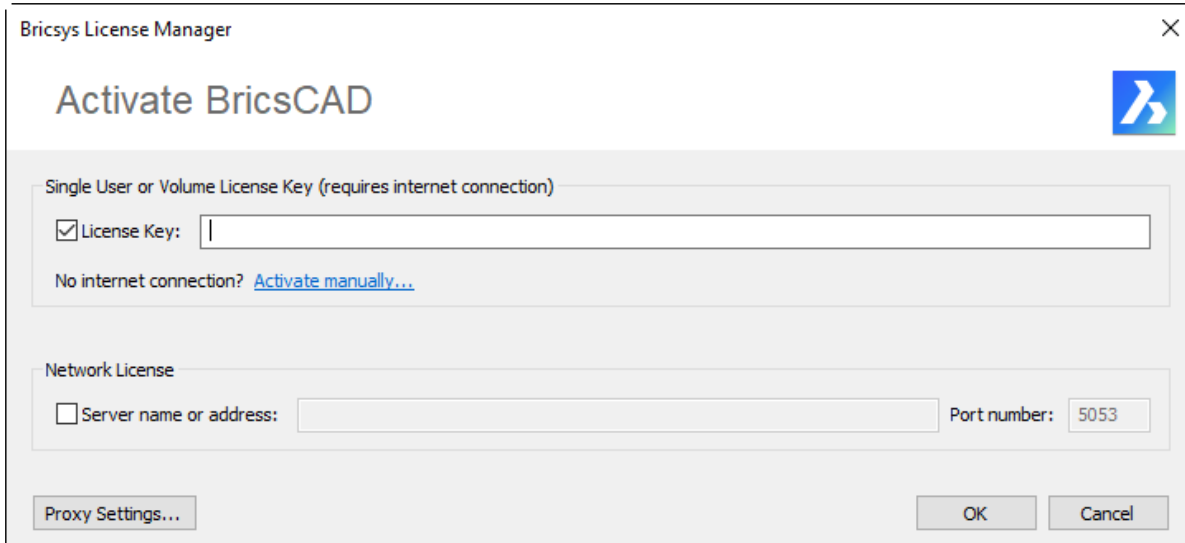 Bricsys License Manager
Activate BricsCAD
Single User or Volume License Key (requires internet connection)
License Key:
No internet connection? Activate manually...
Network License
Server name or address: Port number: 5053
Proxy Settings... OK Cancel